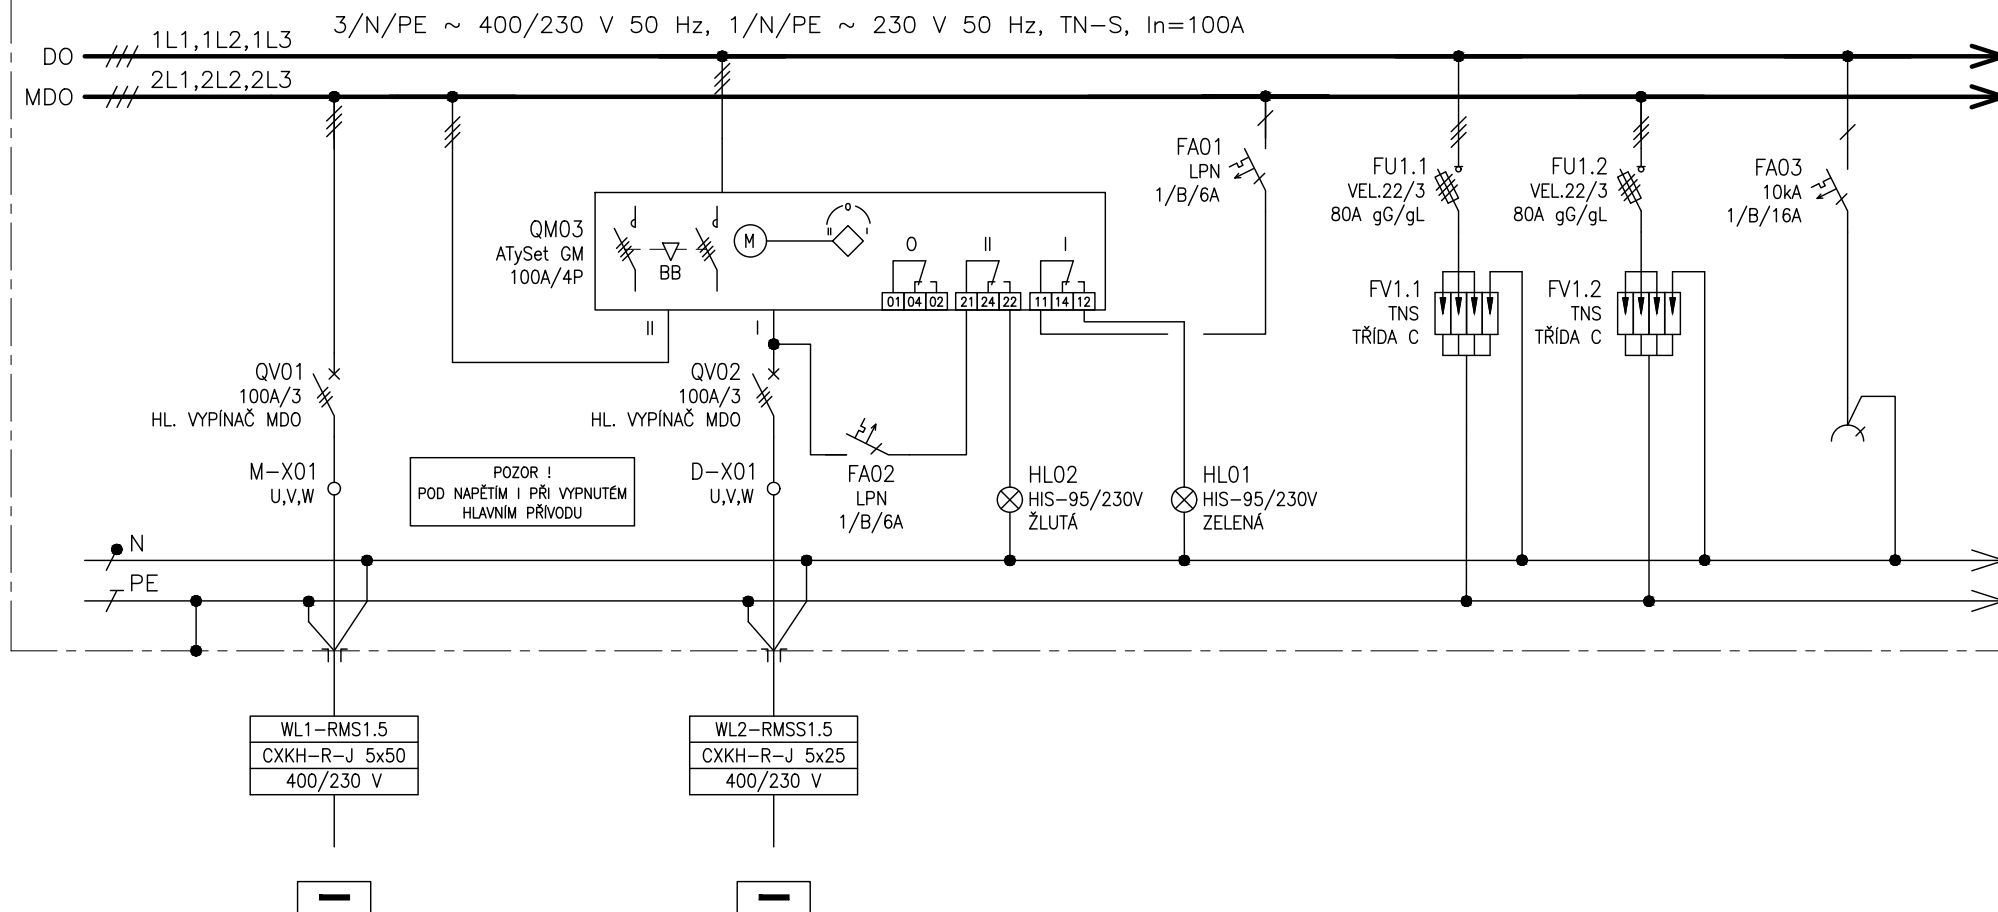 3/N/PE ~ 400/230 V 50 Hz, 1/N/PE ~ 230 V 50 Hz, TN-S, In=100A
DO
1L1,1L2,1L3
MDO
2L1,2L2,2L3
QM03
ATySet GM
100A/4P
BB
M
0
II
I
O
II
I
01 04 02
21 24 22
11 14 12
II
I
FA01
LPN
1/B/6A
FU1.1
VEL.22/3
80A gG/gL
FU1.2
VEL.22/3
80A gG/gL
FA03
10kA
1/B/16A
FV1.1
TNS
TŘÍDA C
FV1.2
TNS
TŘÍDA C
QV01
100A/3
HL. VYPÍNAČ MDO
QV02
100A/3
HL. VYPÍNAČ MDO
M-X01
U,V,W
POZOR !
POD NAPĚTÍM I PŘI VYPNUTÉM
HLAVNÍM PŘÍVODU
D-X01
U,V,W
FA02
LPN
1/B/6A
HL02
HIS-95/230V
ŽLUTÁ
HL01
HIS-95/230V
ZELENÁ
N
PE
WL1-RMS1.5
CXKH-R-J 5x50
400/230 V
WL2-RMSS1.5
CXKH-R-J 5x25
400/230 V